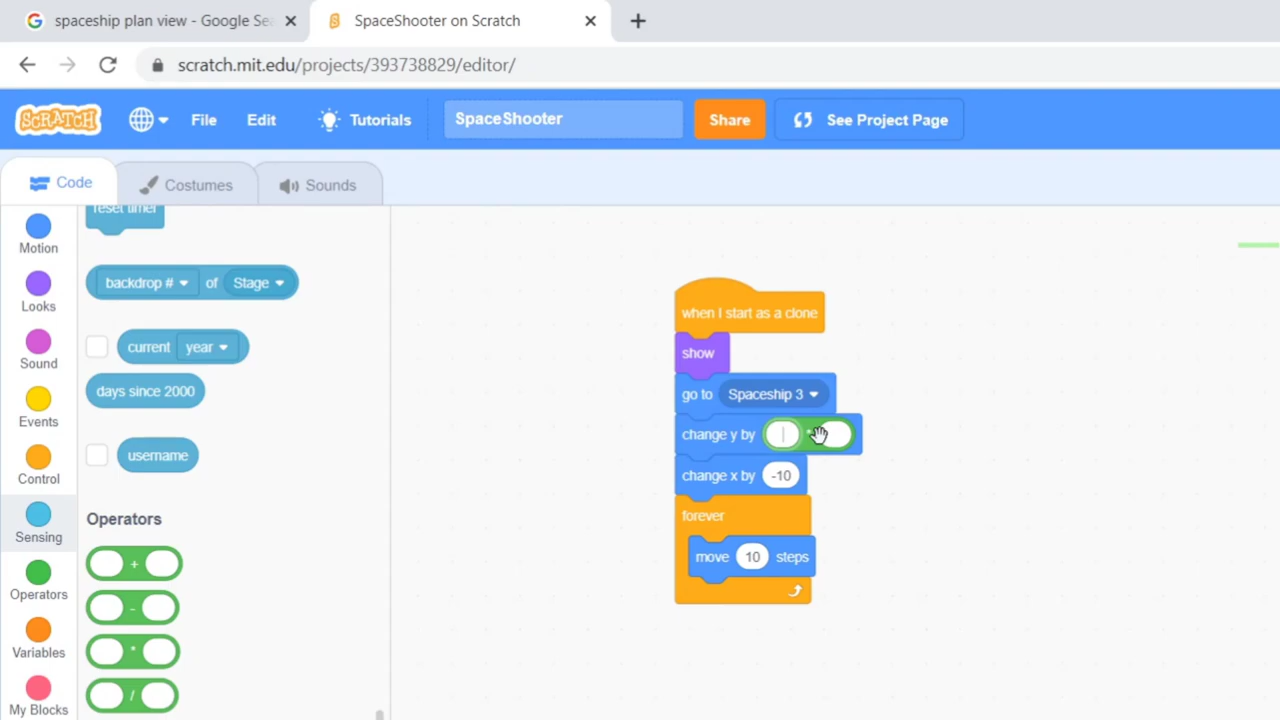 spaceship plan view - Google Sea
SpaceShooter on Scratch
scratch.mit.edu/projects/393738829/editor/
SCRATCH
File
Edit
Tutorials
SpaceShooter
Share
See Project Page
Code
Costumes
Sounds
Motion
Looks
Sound
Events
Control
Sensing
Operators
Variables
My Blocks
reset timer
backdrop # of Stage
current year
days since 2000
username
Operators
+
-
*
/
when I start as a clone
show
go to Spaceship 3
change y by
change x by -10
forever
move 10 steps